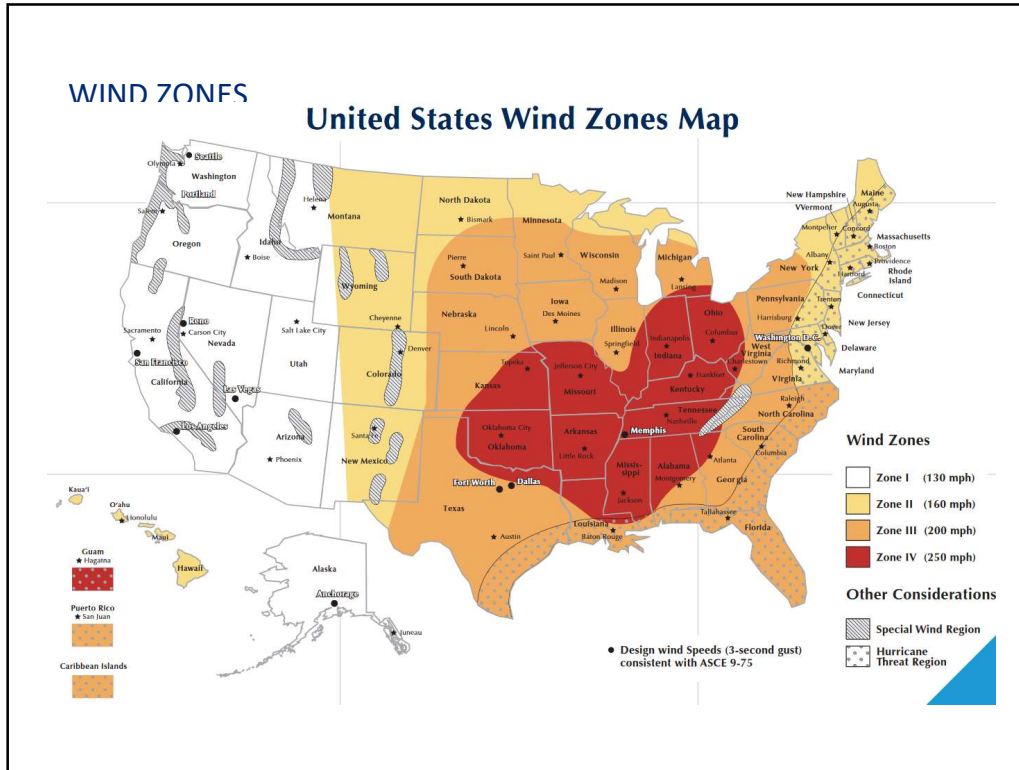 WIND ZONES
United States Wind Zones Map
Seattle
Olympia
Washington
Portland
Salem
Oregon
Idaho
Boise
Helena
Montana
North Dakota
Bismark
Minnesota
Saint Paul
Wisconsin
Madison
Michigan
Lansing
New Hampshire
VVermont
Maine
Augusta
Montpelier
Concord
Massachusetts
Boston
Albany
Providence
Hartford
Rhode
Island
Connecticut
New York
Pierre
South Dakota
Wyoming
Cheyenne
Nebraska
Lincoln
Iowa
Des Moines
Illinois
Springfield
Indianapolis
Indiana
Ohio
Columbus
Pennsylvania
Harrisburg
Trenton
New Jersey
Dover
Delaware
Washington D.C.
Maryland
West
Virginia
Charlestown
Richmond
Virginia
Reno
Carson City
Sacramento
Nevada
San Francisco
California
Salt Lake City
Utah
Denver
Colorado
Topeka
Kansas
Jefferson City
Missouri
Frankfort
Kentucky
Las Vegas
Los Angeles
Arizona
Phoenix
Santa Fe
New Mexico
Oklahoma City
Oklahoma
Arkansas
Little Rock
Memphis
Tennessee
Nashville
Raleigh
North Carolina
South
Carolina
Columbia
Atlanta
Georgia
Missis-
sippi
Jackson
Alabama
Montgomery
Fort Worth
Dallas
Texas
Austin
Louisiana
Baton Rouge
Tallahassee
Florida
Kaua'i
O'ahu
Honolulu
Maui
Hawaii
Guam
Hagatna
Puerto Rico
San Juan
Caribbean Islands
Alaska
Anchorage
Juneau
Design wind Speeds (3-second gust)
consistent with ASCE 9-75
Wind Zones
Zone I (130 mph)
Zone II (160 mph)
Zone III (200 mph)
Zone IV (250 mph)
Other Considerations
Special Wind Region
Hurricane
Threat Region